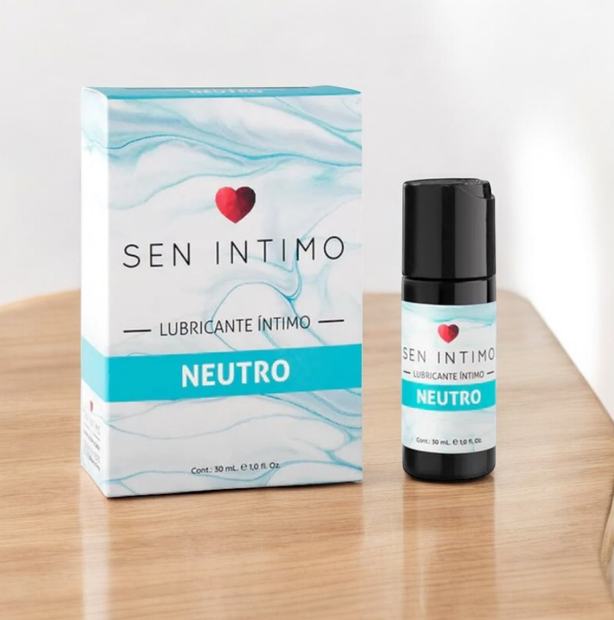 NEUTRO
SEN INTIMO
LUBRICANTE ÍNTIMO
NEUTRO
Cont.: 30 mL. ℮ 1,0 fl. Oz.
SEN INTIMO
LUBRICANTE ÍNTIMO
NEUTRO
Cont.: 30 mL. ℮ 1,0 fl. Oz.